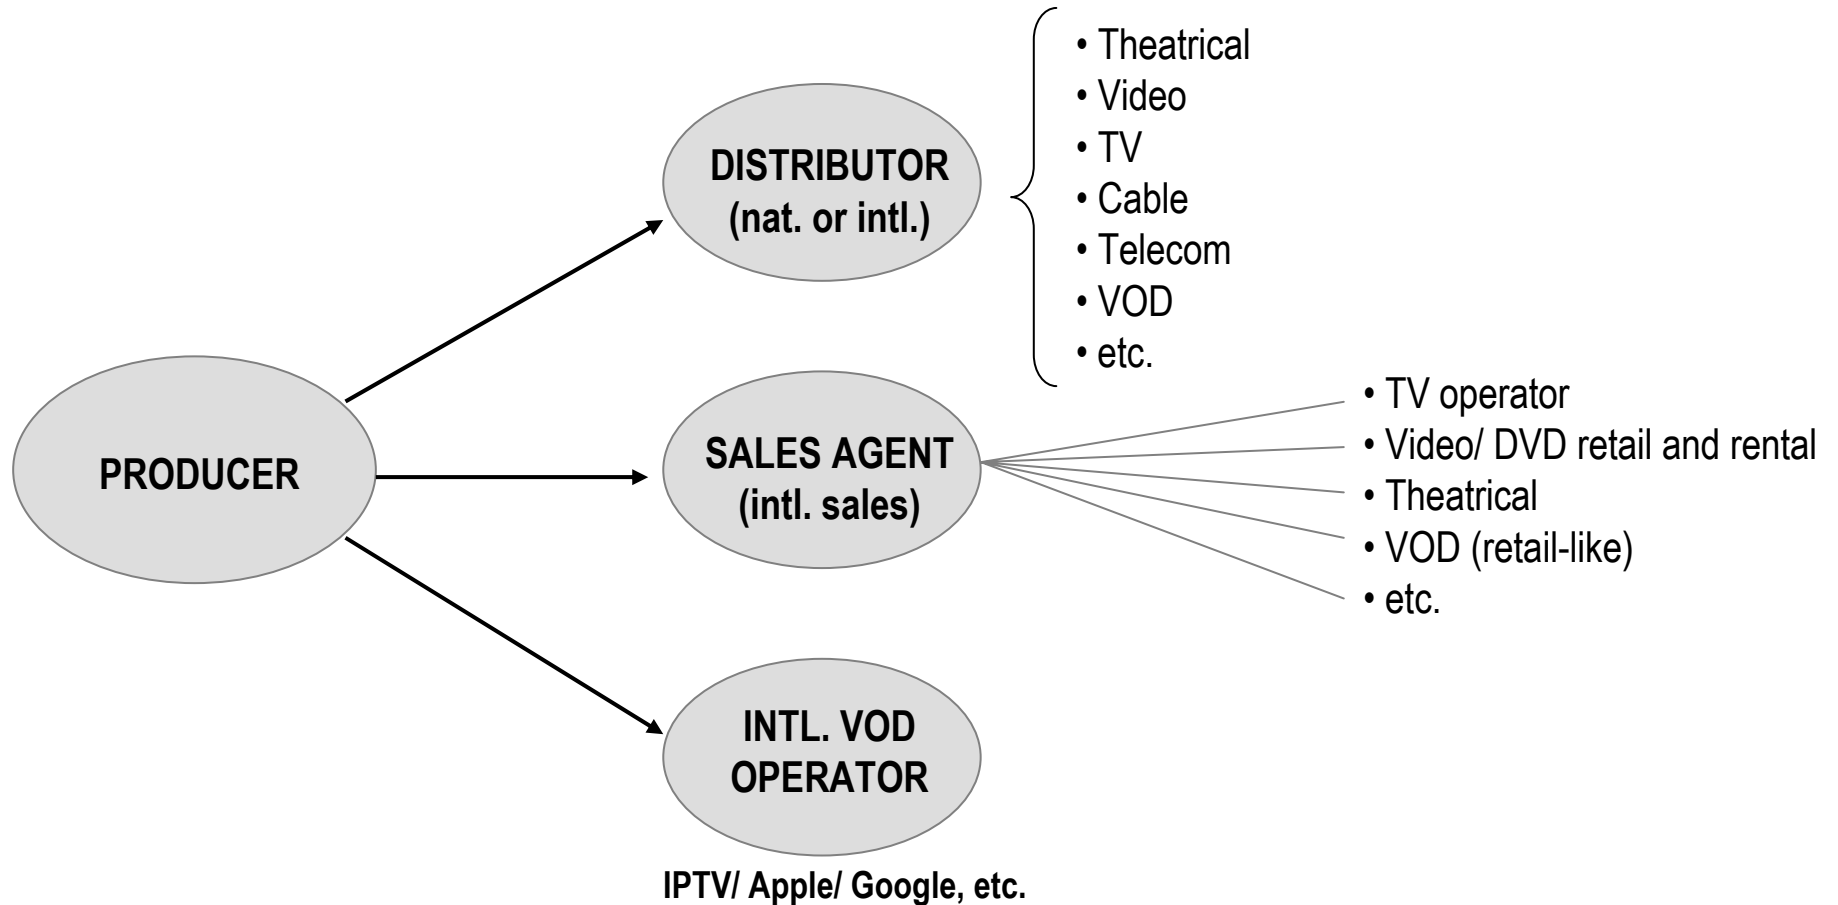 PRODUCER
DISTRIBUTOR
(nat. or intl.)
• Theatrical
• Video
• TV
• Cable
• Telecom
• VOD
• etc.
SALES AGENT
(intl. sales)
• TV operator
• Video/ DVD retail and rental
• Theatrical
• VOD (retail-like)
• etc.
INTL. VOD
OPERATOR
IPTV/ Apple/ Google, etc.